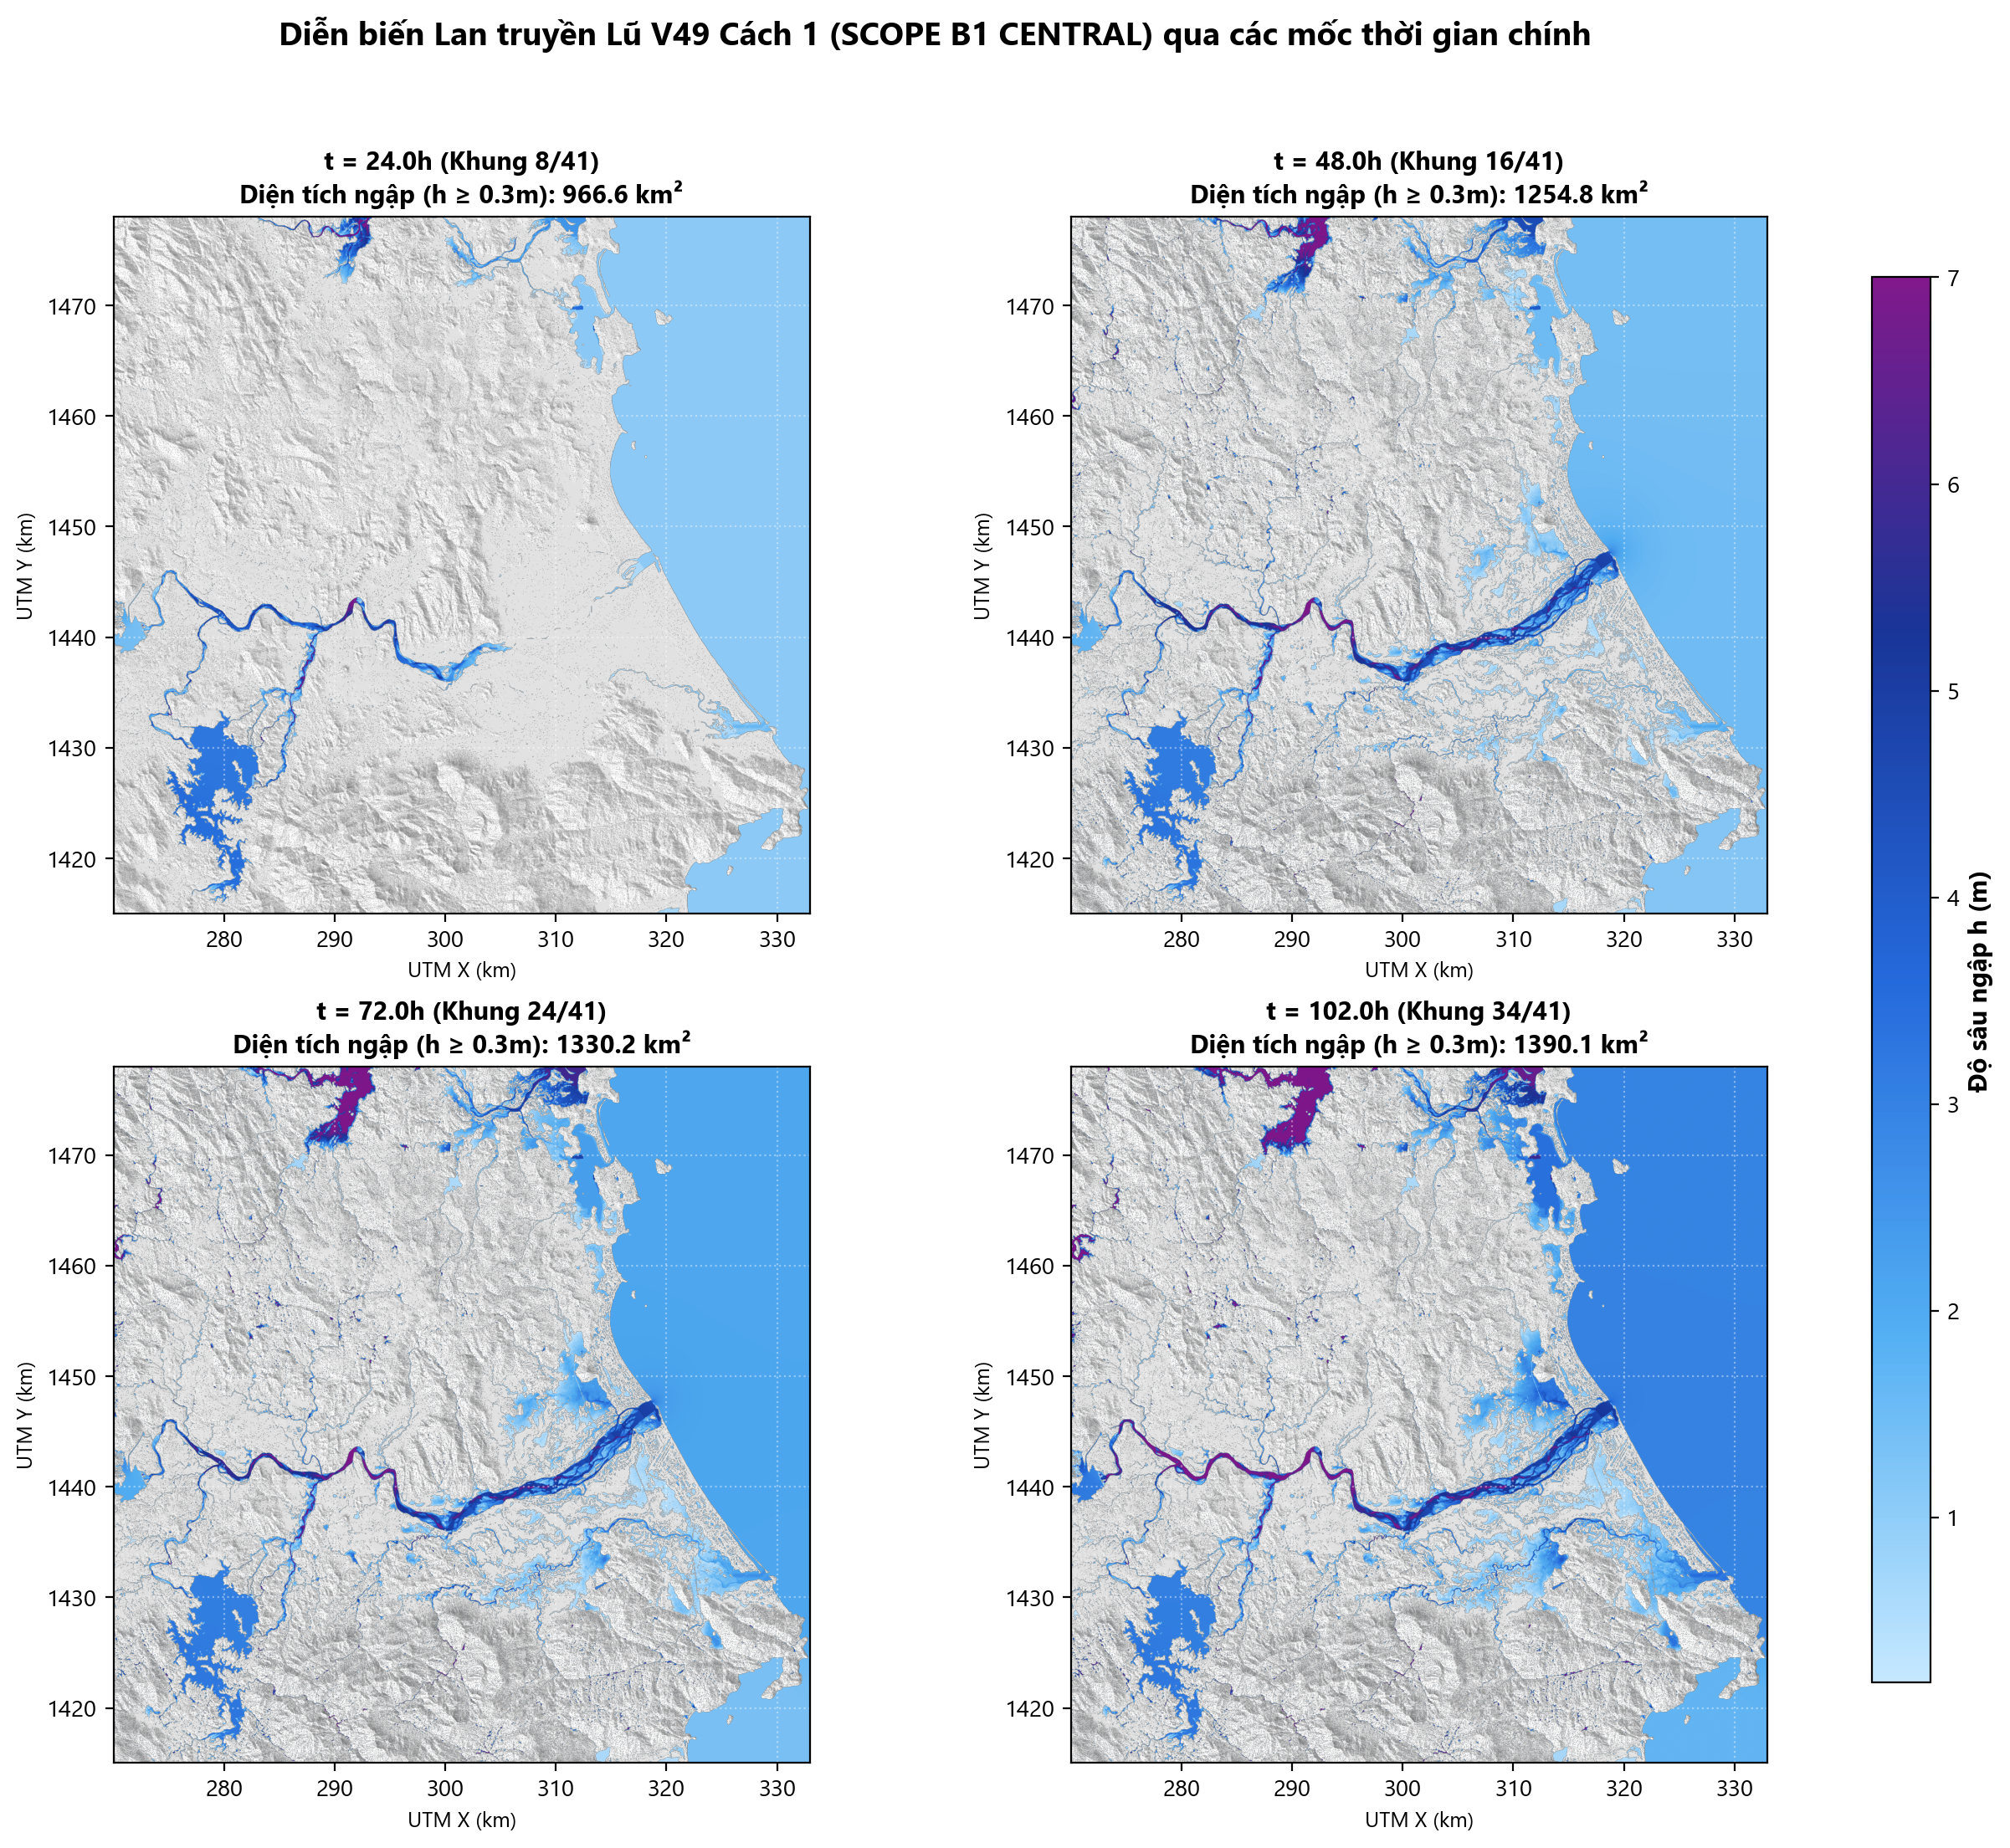 Diễn biến Lan truyền Lũ V49 Cách 1 (SCOPE B1 CENTRAL) qua các mốc thời gian chính
t = 24.0h (Khung 8/41)
Diện tích ngập (h ≥ 0.3m): 966.6 km²
1470
1460
1450
1440
1430
1420
UTM Y (km)
280 290 300 310 320 330
UTM X (km)
t = 48.0h (Khung 16/41)
Diện tích ngập (h ≥ 0.3m): 1254.8 km²
1470
1460
1450
1440
1430
1420
UTM Y (km)
280 290 300 310 320 330
UTM X (km)
t = 72.0h (Khung 24/41)
Diện tích ngập (h ≥ 0.3m): 1330.2 km²
1470
1460
1450
1440
1430
1420
UTM Y (km)
280 290 300 310 320 330
UTM X (km)
t = 102.0h (Khung 34/41)
Diện tích ngập (h ≥ 0.3m): 1390.1 km²
1470
1460
1450
1440
1430
1420
UTM Y (km)
280 290 300 310 320 330
UTM X (km)
7
6
5
4
3
2
1
Độ sâu ngập h (m)